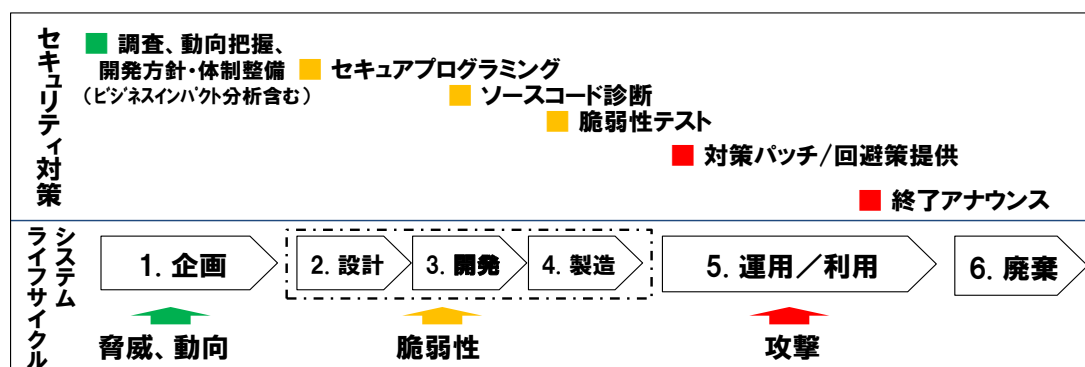 セキュリティ対策
調査、動向把握、
開発方針・体制整備
（ビジネスインパクト分析含む）
セキュアプログラミング
ソースコード診断
脆弱性テスト
対策パッチ/回避策提供
終了アナウンス
システム
ライフサイクル
1. 企画
2. 設計
3. 開発
4. 製造
5. 運用／利用
6. 廃棄
脅威、動向
脆弱性
攻撃